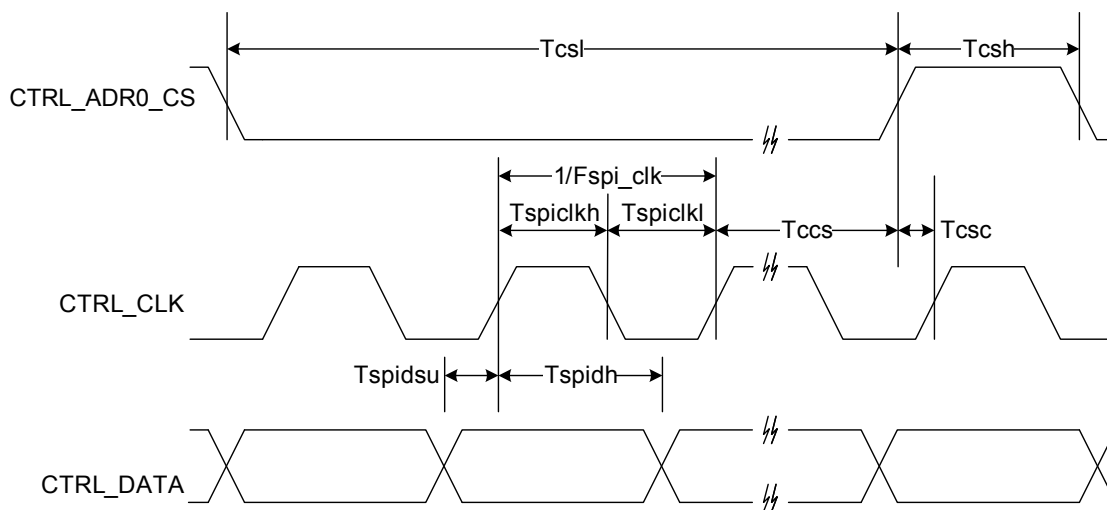 Tcsl
Tcsh
CTRL_ADR0_CS
1/Fspi_clk
Tspiclkh
Tspiclkl
Tccs
Tcsc
CTRL_CLK
Tspidsu
Tspidh
CTRL_DATA